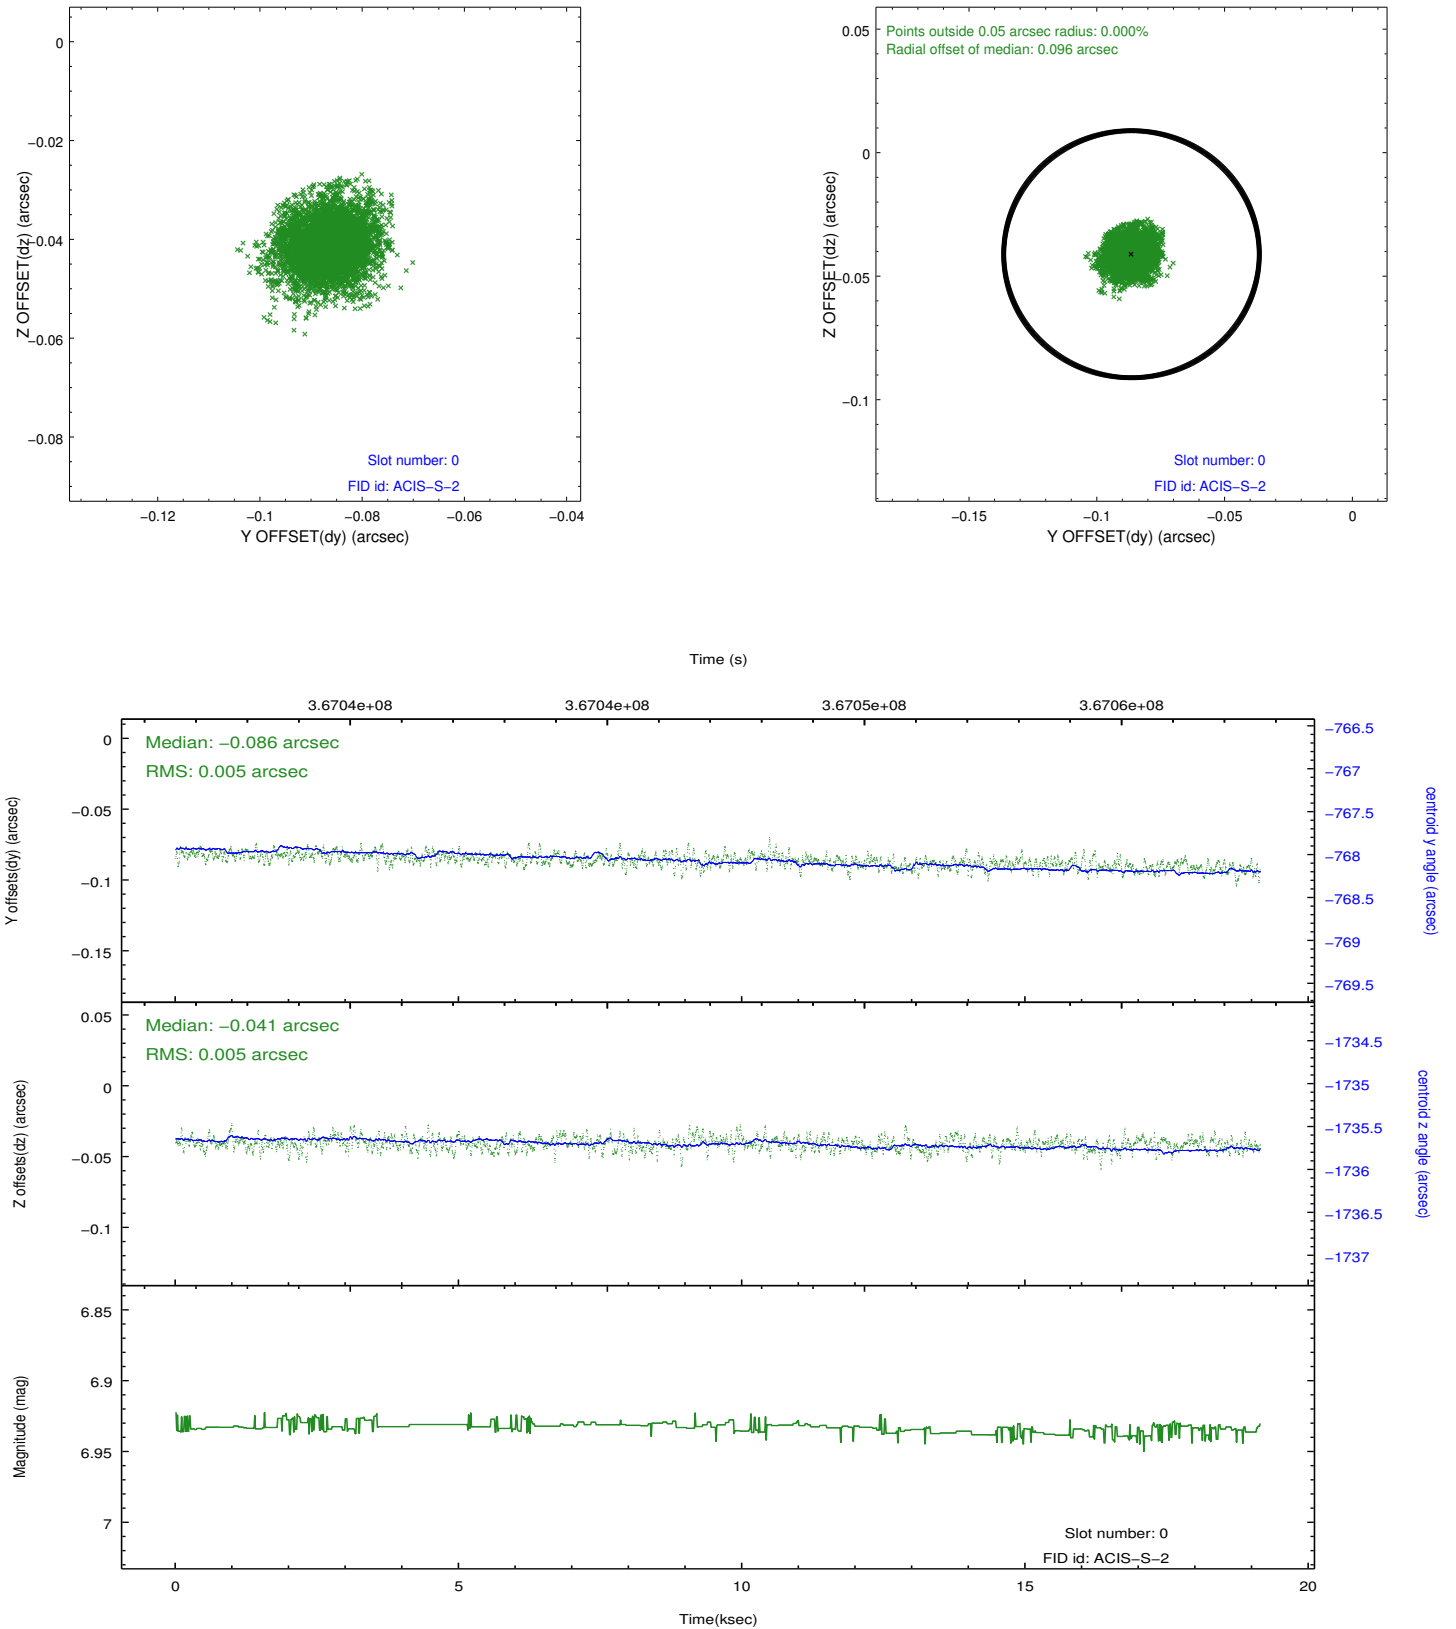 0
−0.02
−0.04
−0.06
−0.08
Z OFFSET(dz) (arcsec)
Slot number: 0
FID id: ACIS−S−2
−0.12
−0.1
−0.08
−0.06
−0.04
Y OFFSET(dy) (arcsec)
Points outside 0.05 arcsec radius: 0.000%
Radial offset of median: 0.096 arcsec
0.05
0
−0.05
−0.1
Z OFFSET(dz) (arcsec)
Slot number: 0
FID id: ACIS−S−2
−0.15
−0.1
−0.05
0
Y OFFSET(dy) (arcsec)
Time (s)
3.6704e+08
3.6704e+08
3.6705e+08
3.6706e+08
Median: −0.086 arcsec
RMS: 0.005 arcsec
0
−0.05
−0.1
−0.15
Y offsets(dy) (arcsec)
−766.5
−767
−767.5
−768
−768.5
−769
−769.5
centroid y angle (arcsec)
Median: −0.041 arcsec
RMS: 0.005 arcsec
0.05
0
−0.05
−0.1
Z offsets(dz) (arcsec)
−1734.5
−1735
−1735.5
−1736
−1736.5
−1737
centroid z angle (arcsec)
6.85
6.9
6.95
7
Magnitude (mag)
Slot number: 0
FID id: ACIS−S−2
0
5
10
15
20
Time(ksec)